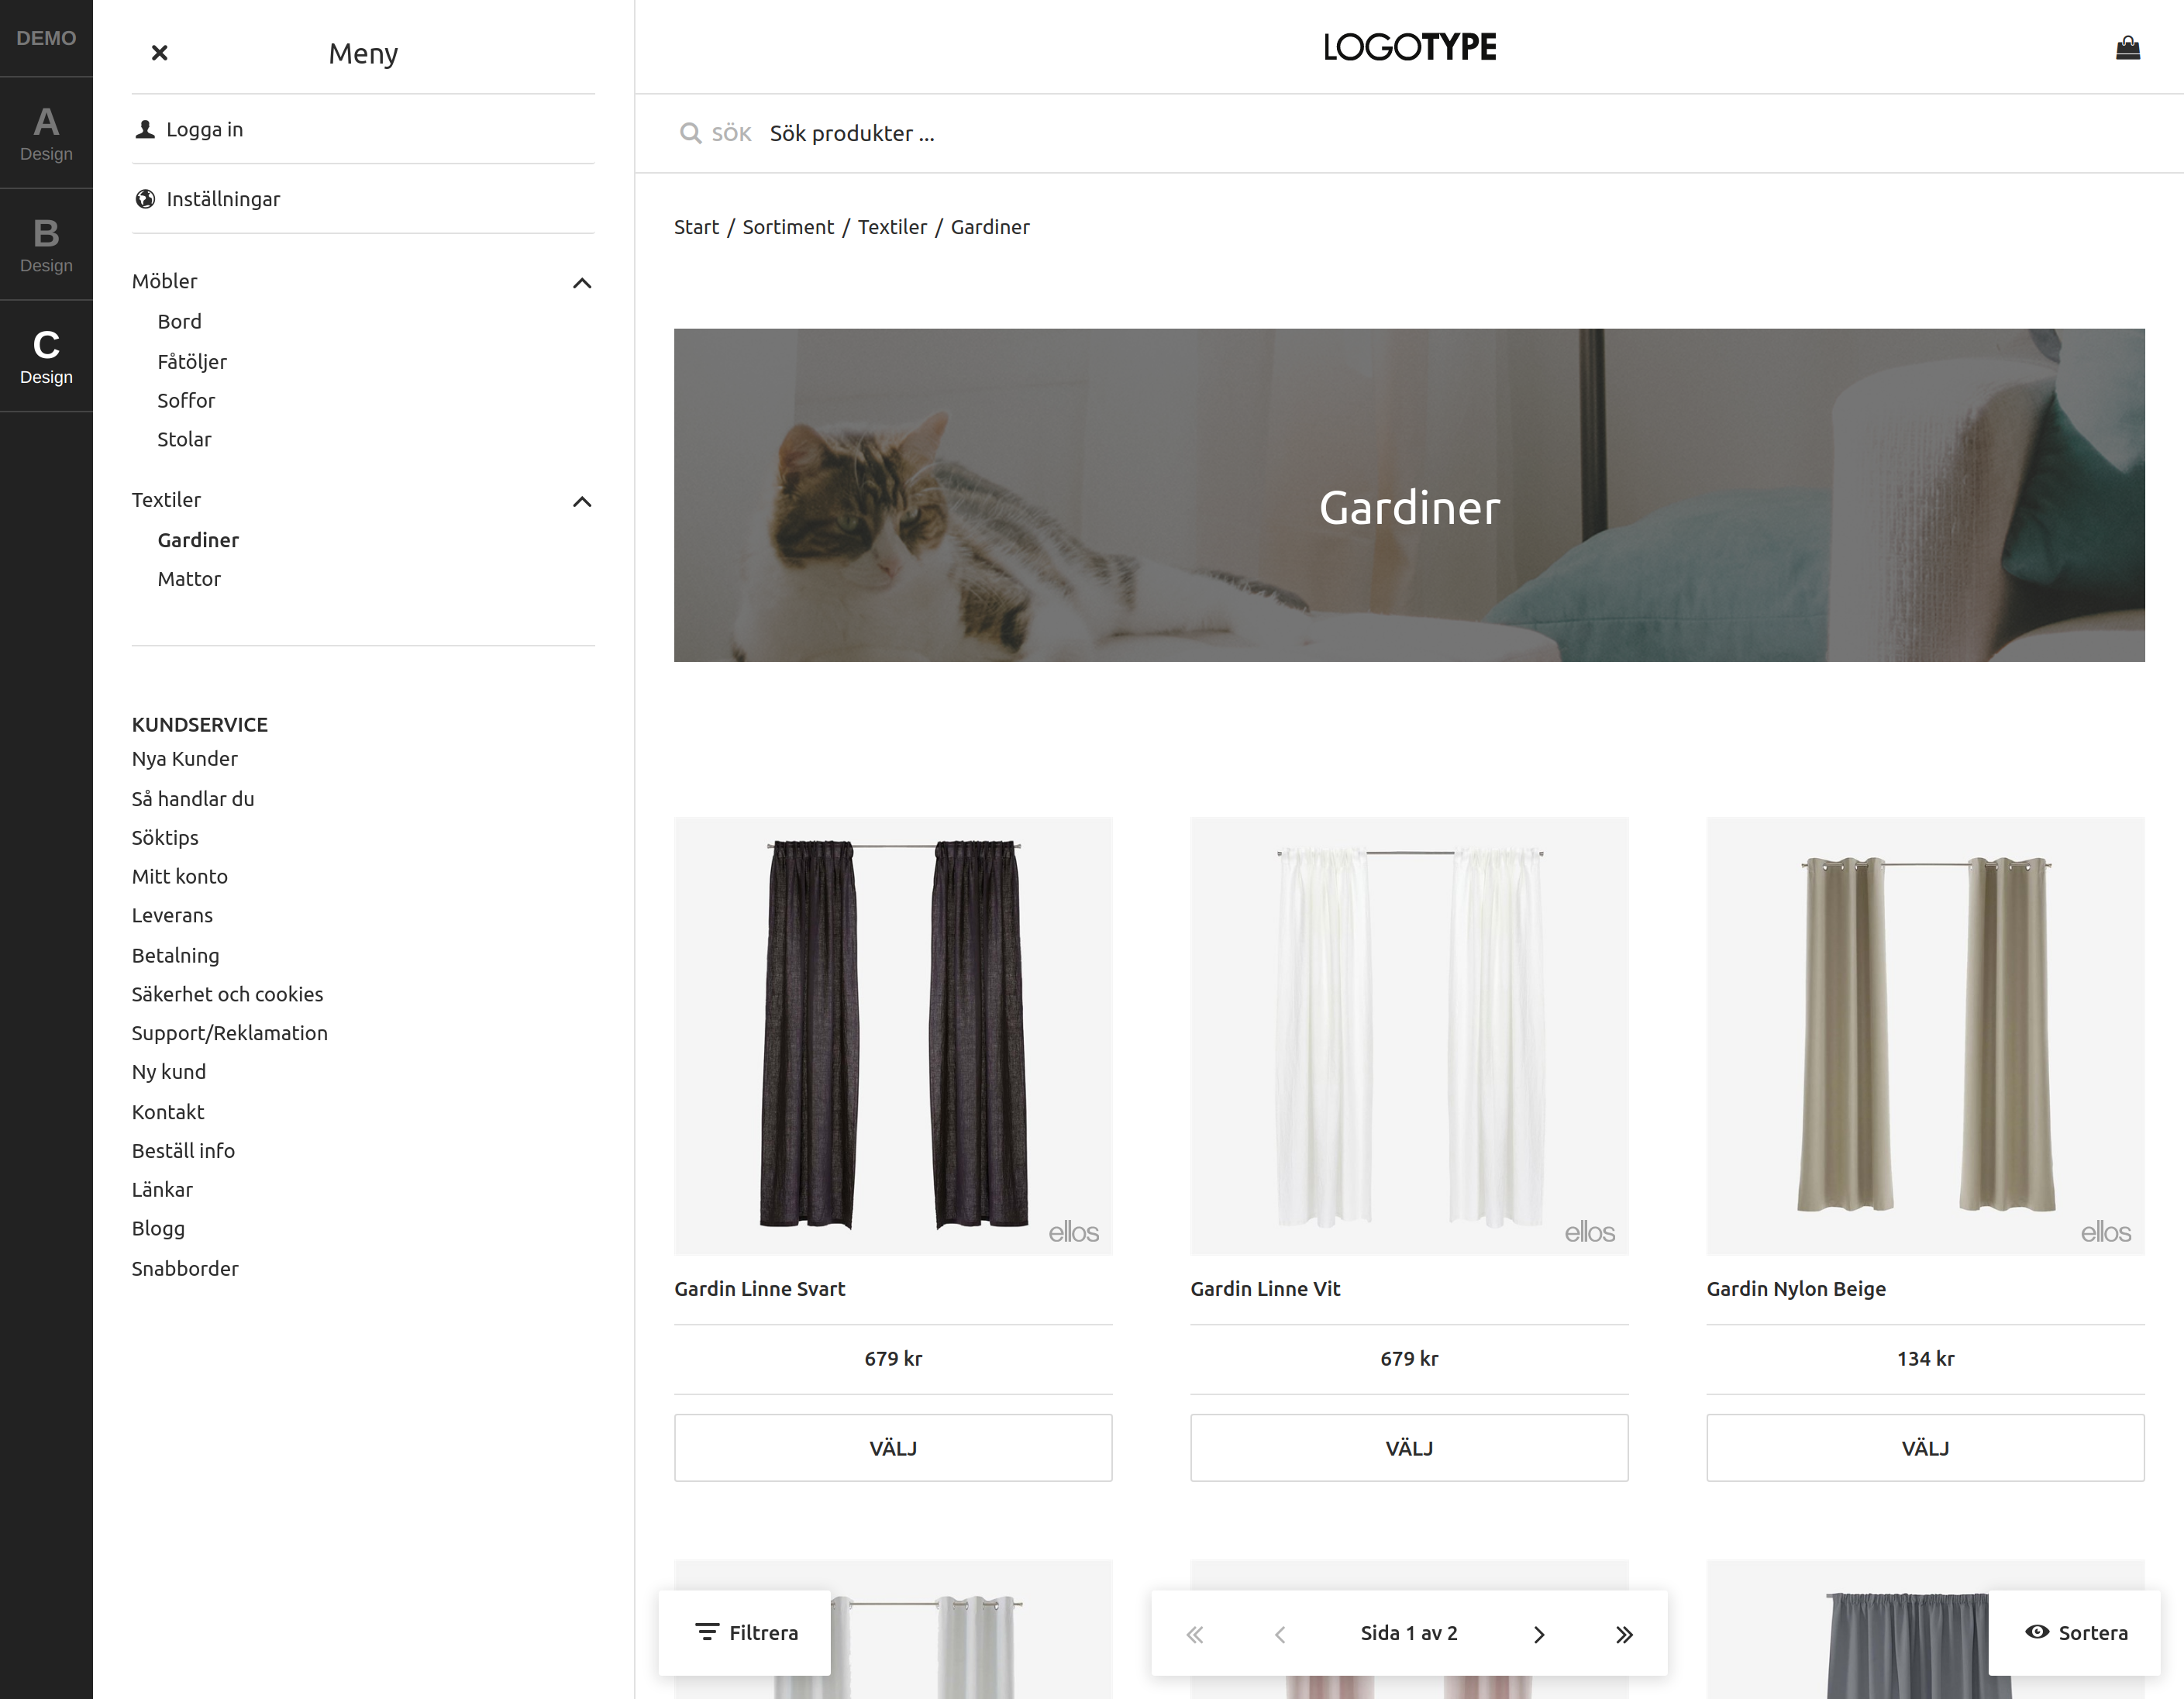 DEMO
A
Design
B
Design
C
Design
Meny
Logga in
Inställningar
Möbler
Bord
Fåtöljer
Soffor
Stolar
Textiler
Gardiner
Mattor
KUNDSERVICE
Nya Kunder
Så handlar du
Söktips
Mitt konto
Leverans
Betalning
Säkerhet och cookies
Support/Reklamation
Ny kund
Kontakt
Beställ info
Länkar
Blogg
Snabborder
LOGOTYPE
SÖK Sök produkter ...
Start / Sortiment / Textiler / Gardiner
Gardiner
ellos
ellos
ellos
Gardin Linne Svart
Gardin Linne Vit
Gardin Nylon Beige
679 kr
679 kr
134 kr
VÄLJ
VÄLJ
VÄLJ
Filtrera
Sida 1 av 2
Sortera